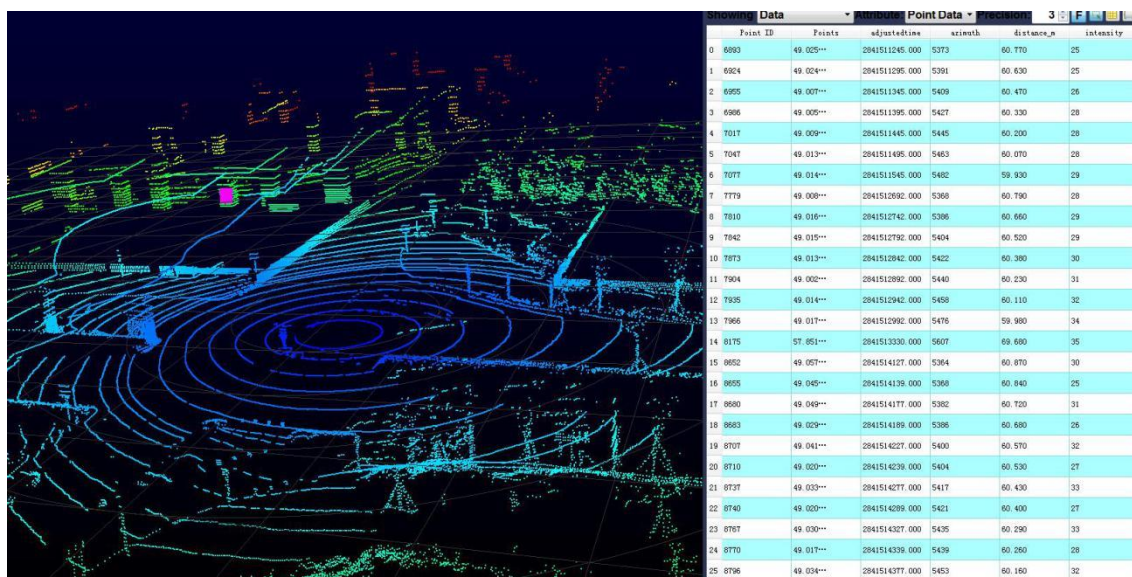 Showing Data Attribute: Point Data Precision: 3 F
Point ID Points adjustedtime azimuth distance_m intensity
0 6893 49.025··· 2841511245.000 5373 60.770 25
1 6924 49.024··· 2841511295.000 5391 60.630 25
2 6955 49.007··· 2841511345.000 5409 60.470 26
3 6986 49.005··· 2841511395.000 5427 60.330 28
4 7017 49.009··· 2841511445.000 5445 60.200 28
5 7047 49.013··· 2841511495.000 5463 60.070 28
6 7077 49.014··· 2841511545.000 5482 59.930 29
7 7779 49.008··· 2841512692.000 5368 60.790 28
8 7810 49.016··· 2841512742.000 5386 60.660 29
9 7842 49.015··· 2841512792.000 5404 60.520 29
10 7873 49.013··· 2841512842.000 5422 60.380 30
11 7904 49.002··· 2841512892.000 5440 60.230 31
12 7935 49.014··· 2841512942.000 5458 60.110 32
13 7966 49.017··· 2841512992.000 5476 59.980 34
14 8175 57.851··· 2841513330.000 5607 69.680 35
15 8652 49.057··· 2841514127.000 5364 60.870 30
16 8655 49.045··· 2841514139.000 5368 60.840 25
17 8680 49.049··· 2841514177.000 5382 60.720 31
18 8683 49.029··· 2841514189.000 5386 60.680 26
19 8707 49.041··· 2841514227.000 5400 60.570 32
20 8710 49.020··· 2841514239.000 5404 60.530 27
21 8737 49.033··· 2841514277.000 5417 60.430 33
22 8740 49.020··· 2841514289.000 5421 60.400 27
23 8767 49.030··· 2841514327.000 5435 60.290 33
24 8770 49.017··· 2841514339.000 5439 60.260 28
25 8796 49.034··· 2841514377.000 5453 60.160 32